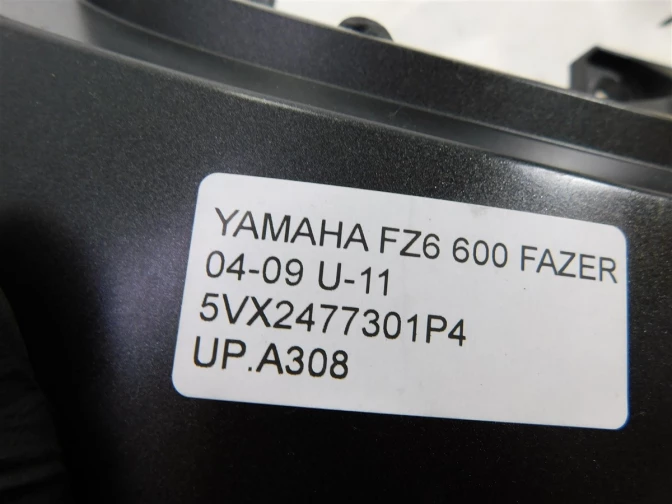 YAMAHA FZ6 600 FAZER
04-09 U-11
5VX2477301P4
UP.A308